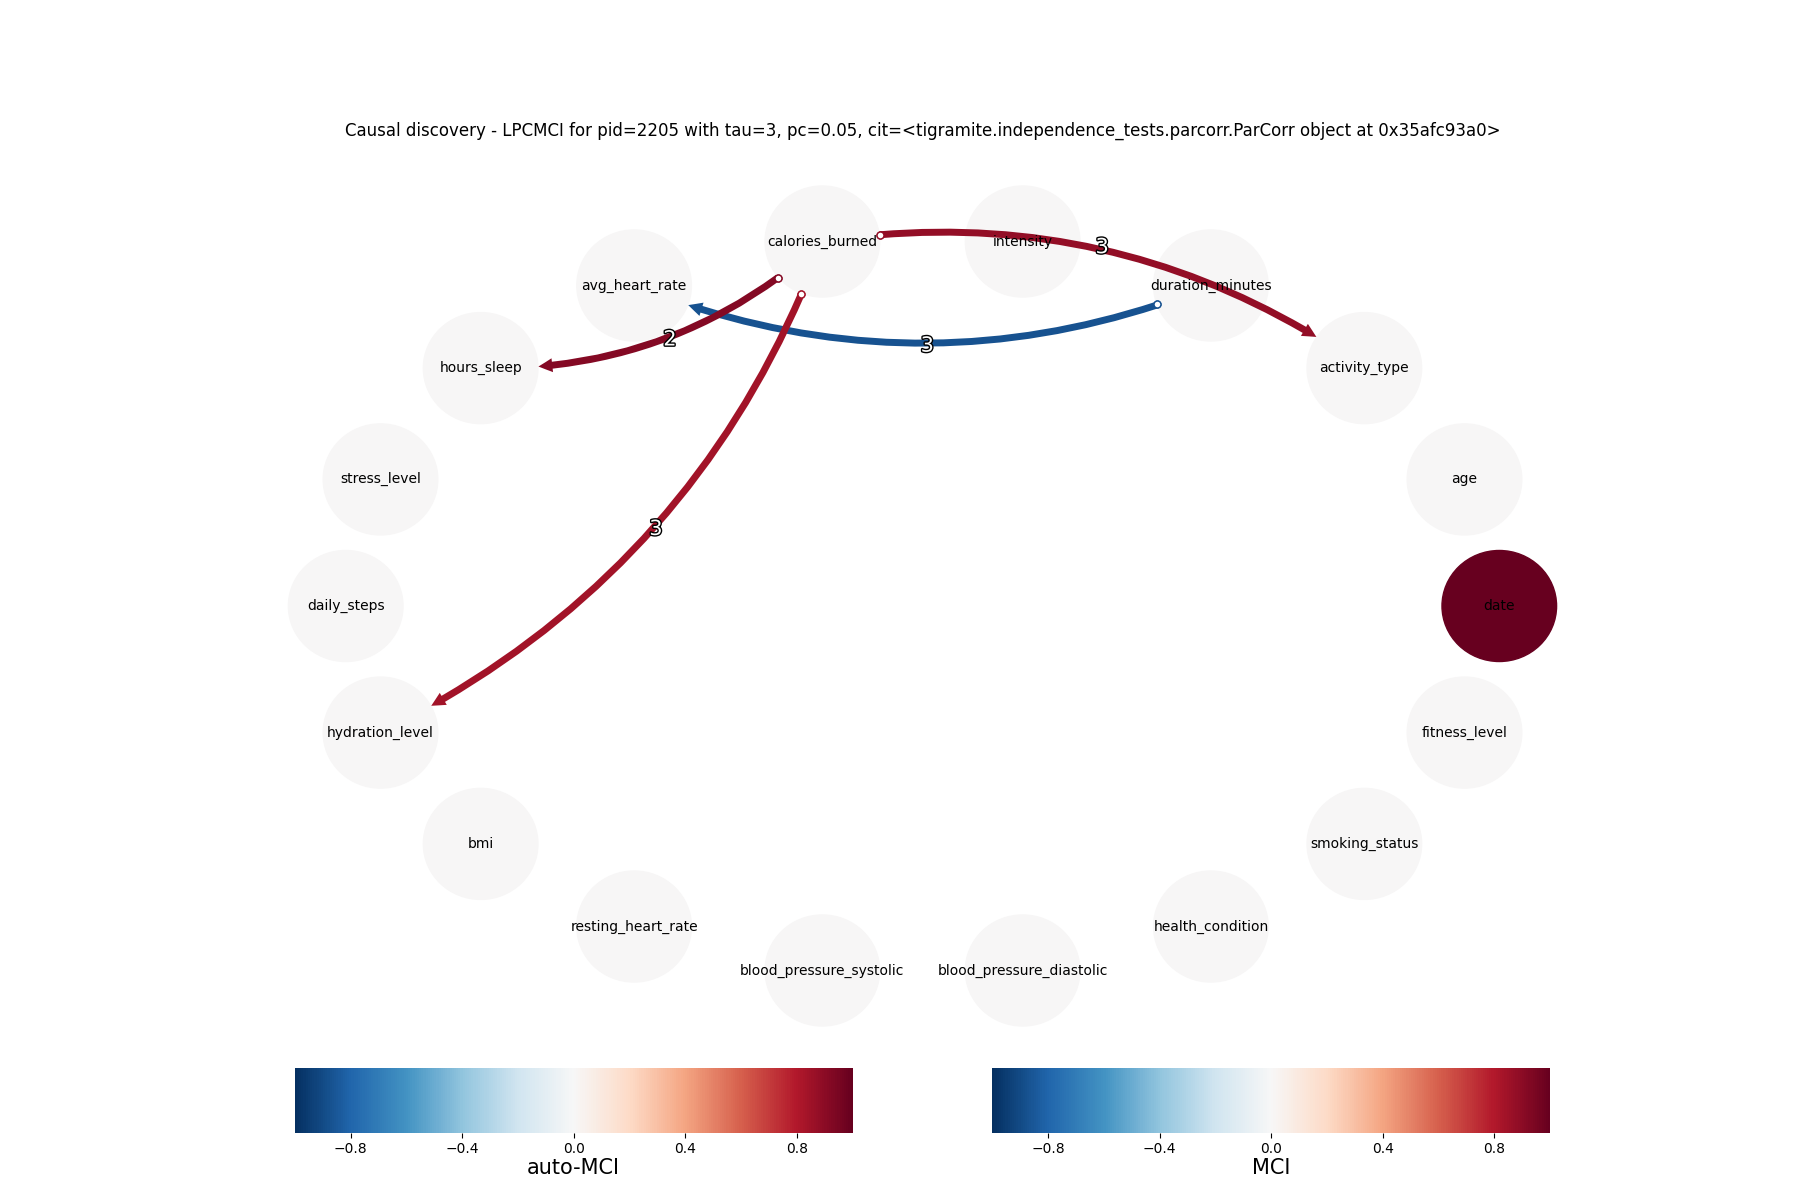 Causal discovery - LPCMCI for pid=2205 with tau=3, pc=0.05, cit=<tigramite.independence_tests.parcorr.ParCorr object at 0x35afc93a0>
calories_burned
intensity
3
avg_heart_rate
duration_minutes
2
3
hours_sleep
activity_type
stress_level
age
3
daily_steps
date
hydration_level
fitness_level
bmi
smoking_status
resting_heart_rate
health_condition
blood_pressure_systolic
blood_pressure_diastolic
−0.8 −0.4 0.0 0.4 0.8
auto-MCI
−0.8 −0.4 0.0 0.4 0.8
MCI